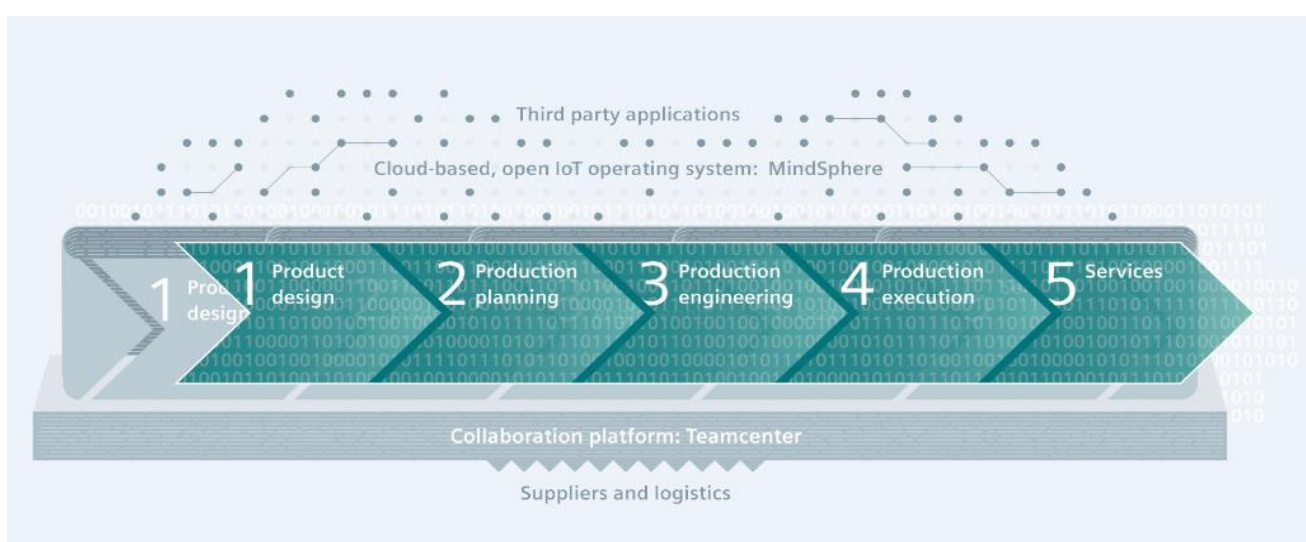 Third party applications
Cloud-based, open IoT operating system: MindSphere
1 Product
design
2 Production
planning
3 Production
engineering
4 Production
execution
5 Services
1
design
Collaboration platform: Teamcenter
Suppliers and logistics